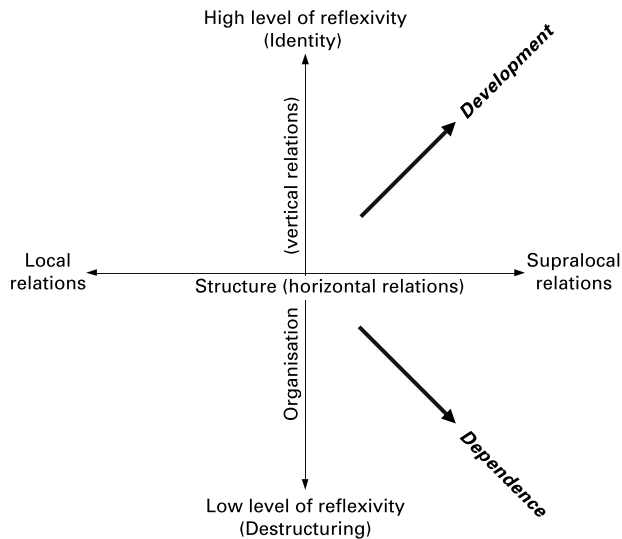 High level of reflexivity
(Identity)
Development
(vertical relations)
Local
relations
Supralocal
relations
Structure (horizontal relations)
Organisation
Dependence
Low level of reflexivity
(Destructuring)